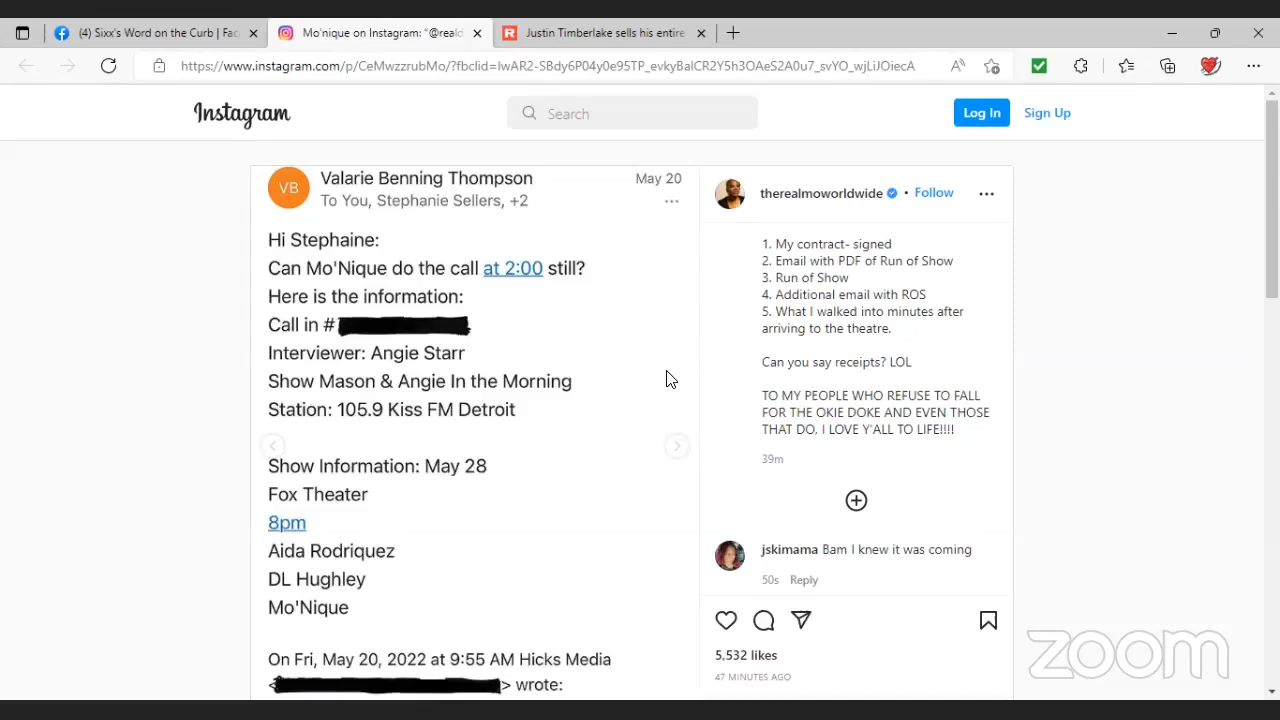 (4) Sixx's Word on the Curb | Fac
Mo'nique on Instagram: "@reald
Justin Timberlake sells his entire
https://www.instagram.com/p/CeMwzzrubMo/?fbclid=IwAR2-SBdy6P04y0e95TP_evkyBalCR2Y5h3OAeS2A0u7_svYO_wjLiJOiecA
Instagram
Search
Log In
Sign Up
VB
Valarie Benning Thompson
May 20
To You, Stephanie Sellers, +2
Hi Stephaine:
Can Mo'Nique do the call at 2:00 still?
Here is the information:
Call in #
Interviewer: Angie Starr
Show Mason & Angie In the Morning
Station: 105.9 Kiss FM Detroit
Show Information: May 28
Fox Theater
8pm
Aida Rodriquez
DL Hughley
Mo'Nique
On Fri, May 20, 2022 at 9:55 AM Hicks Media
<> wrote:
therealmoworldwide • Follow
1. My contract- signed
2. Email with PDF of Run of Show
3. Run of Show
4. Additional email with ROS
5. What I walked into minutes after
arriving to the theatre.
Can you say receipts? LOL
TO MY PEOPLE WHO REFUSE TO FALL
FOR THE OKIE DOKE AND EVEN THOSE
THAT DO, I LOVE Y'ALL TO LIFE!!!!
39m
jskimama Bam I knew it was coming
50s Reply
5,532 likes
47 MINUTES AGO
zoom